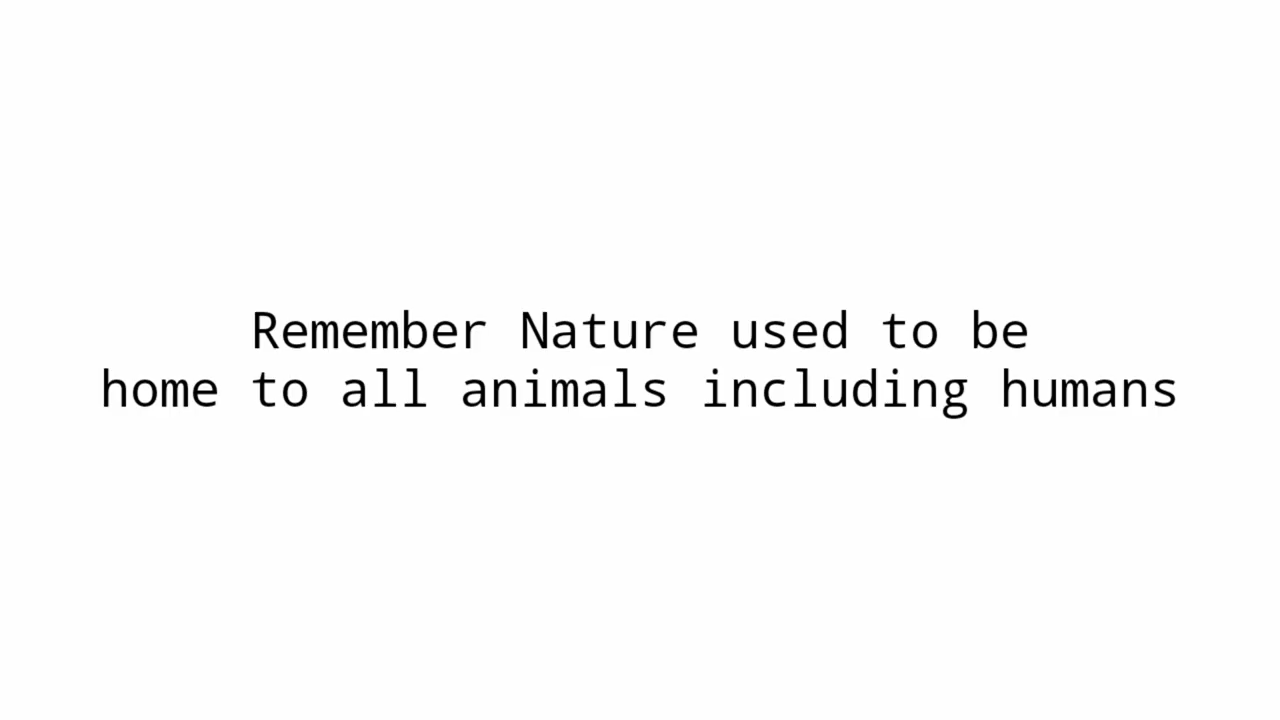 Remember Nature used to be
home to all animals including humans